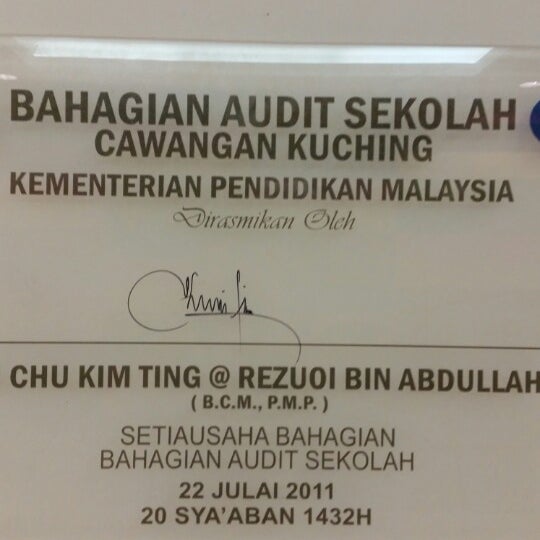 BAHAGIAN AUDIT SEKOLAH
CAWANGAN KUCHING
KEMENTERIAN PENDIDIKAN MALAYSIA
Dirasmikan Oleh
CHU KIM TING @ REZUOI BIN ABDULLAH
( B.C.M., P.M.P. )
SETIAUSAHA BAHAGIAN
BAHAGIAN AUDIT SEKOLAH
22 JULAI 2011
20 SYA'ABAN 1432H